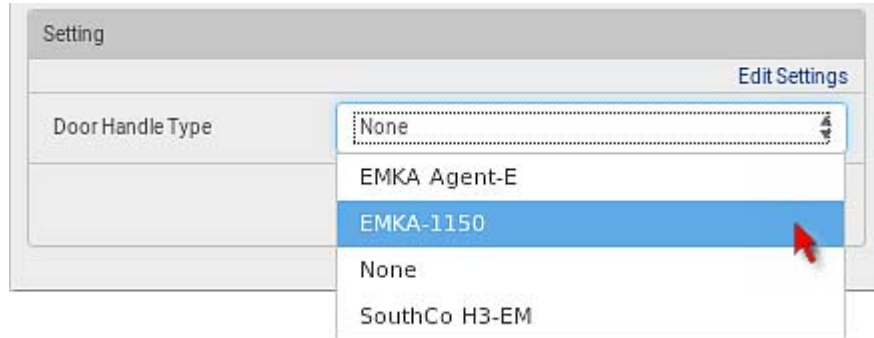 Setting
Edit Settings
Door Handle Type
None
EMKA Agent-E
EMKA-1150
None
SouthCo H3-EM